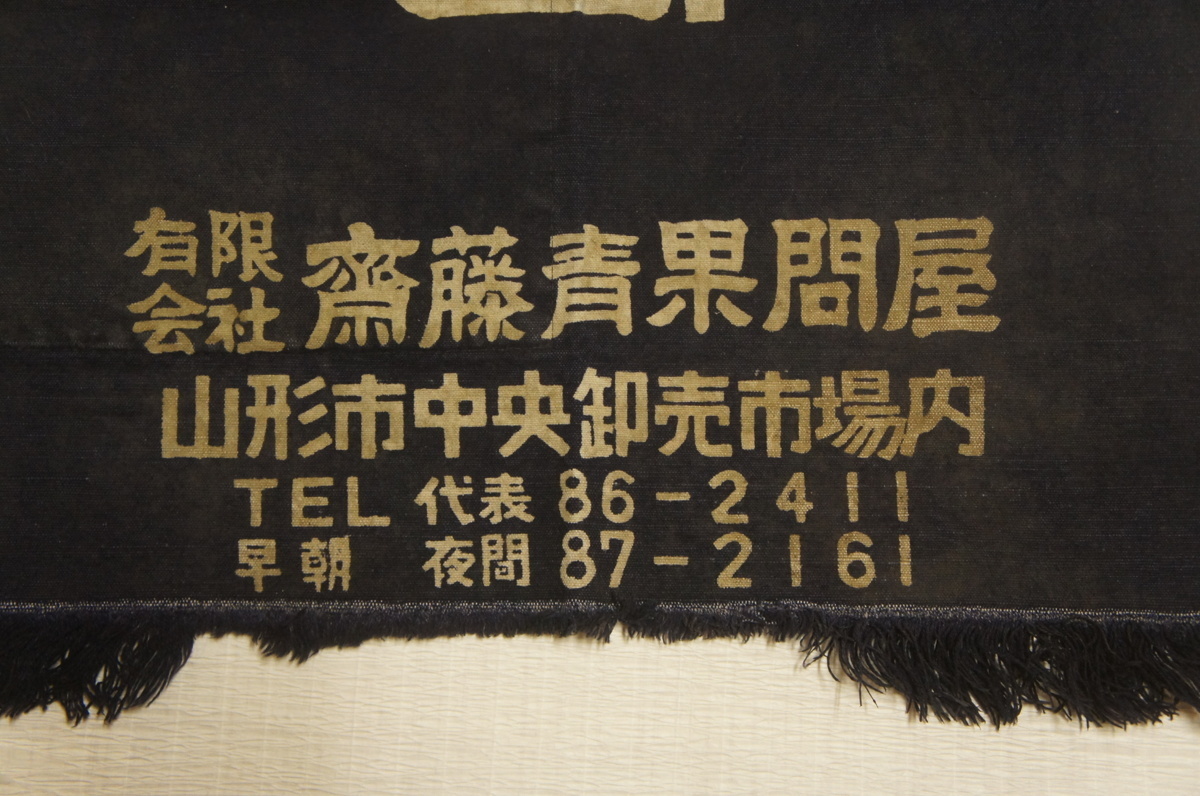 有限会社 齋藤青果問屋
山形市中央卸売市場内
TEL 代表 86-2411
早朝 夜間 87-2161